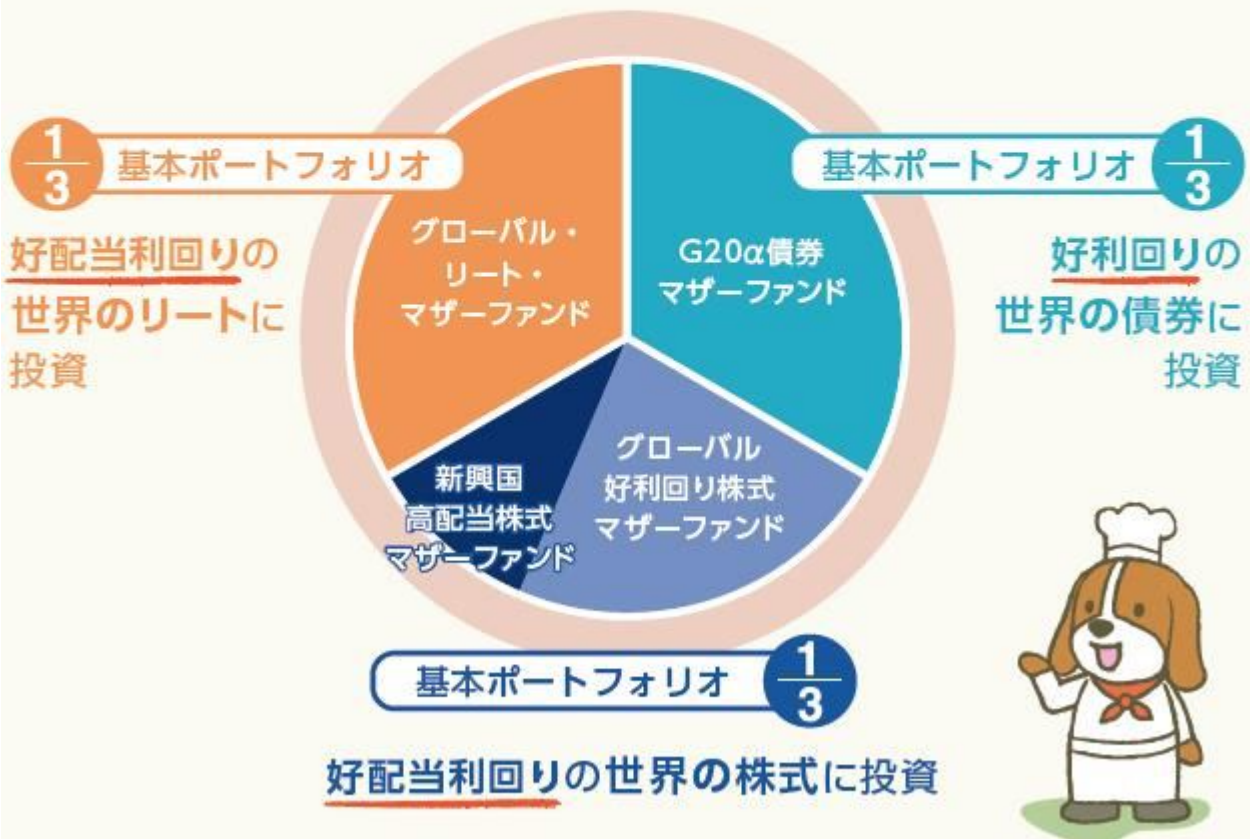 1
3
基本ポートフォリオ
好配当利回りの
世界のリートに
投資
グローバル・
リート・
マザーファンド
G20α債券
マザーファンド
基本ポートフォリオ
1
3
好利回りの
世界の債券に
投資
新興国
高配当株式
マザーファンド
グローバル
好利回り株式
マザーファンド
基本ポートフォリオ
1
3
好配当利回りの世界の株式に投資